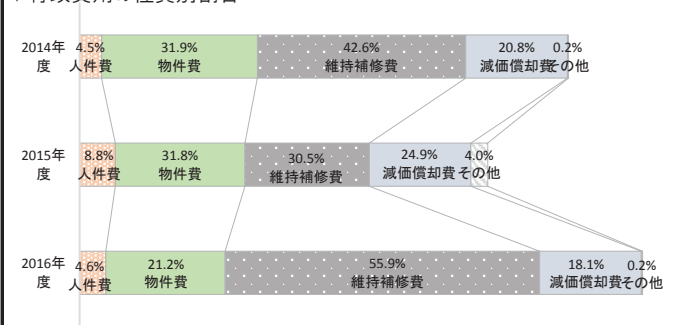 2014年
度
4.5%
人件費
31.9%
物件費
42.6%
維持補修費
20.8%
減価償却費
0.2%
その他
2015年
度
8.8%
人件費
31.8%
物件費
30.5%
維持補修費
24.9%
減価償却費
4.0%
その他
2016年
度
4.6%
人件費
21.2%
物件費
55.9%
維持補修費
18.1%
減価償却費
0.2%
その他